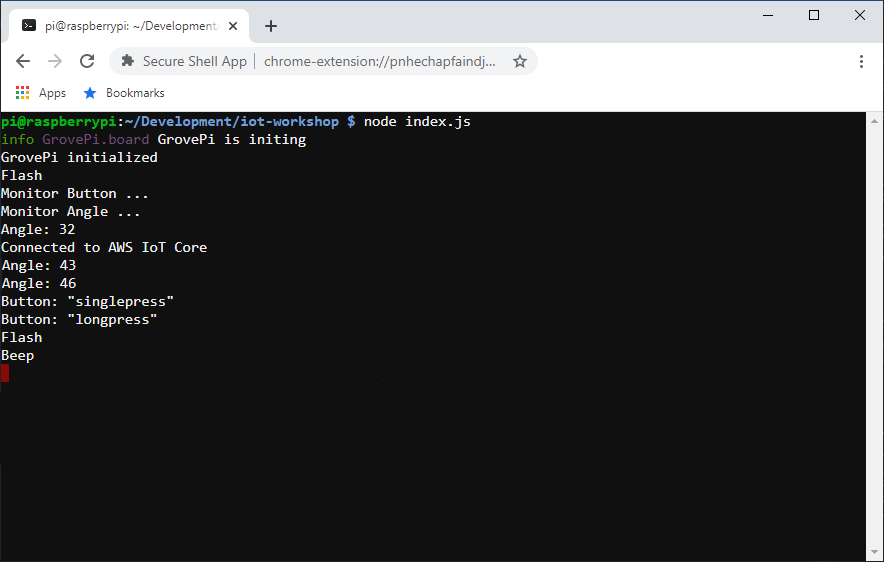 pi@raspberrypi: ~/Development/
Secure Shell App | chrome-extension://pnhechapfaindj...
Apps Bookmarks
pi@raspberrypi:~/Development/iot-workshop $ node index.js
info GrovePi.board GrovePi is initing
GrovePi initialized
Flash
Monitor Button ...
Monitor Angle ...
Angle: 32
Connected to AWS IoT Core
Angle: 43
Angle: 46
Button: "singlepress"
Button: "longpress"
Flash
Beep